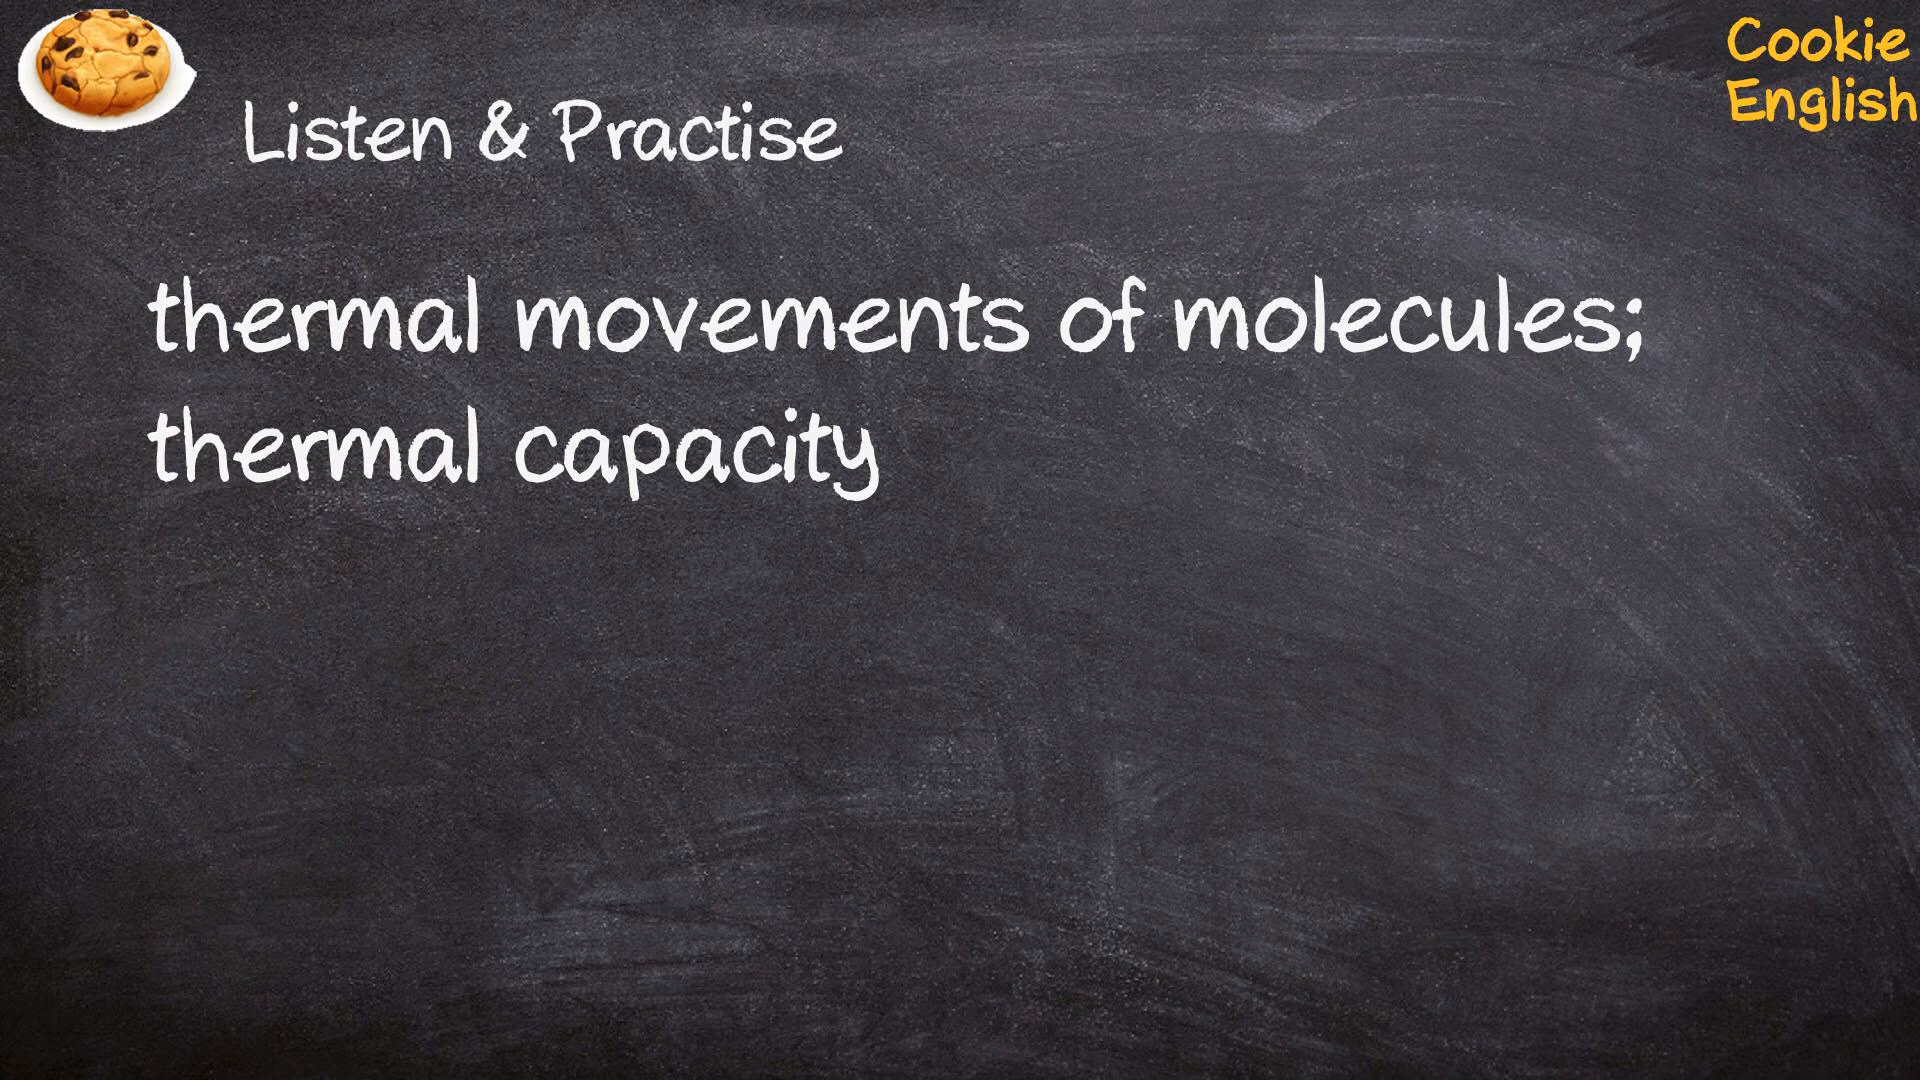 Cookie
English
Listen & Practise
thermal movements of molecules;
thermal capacity